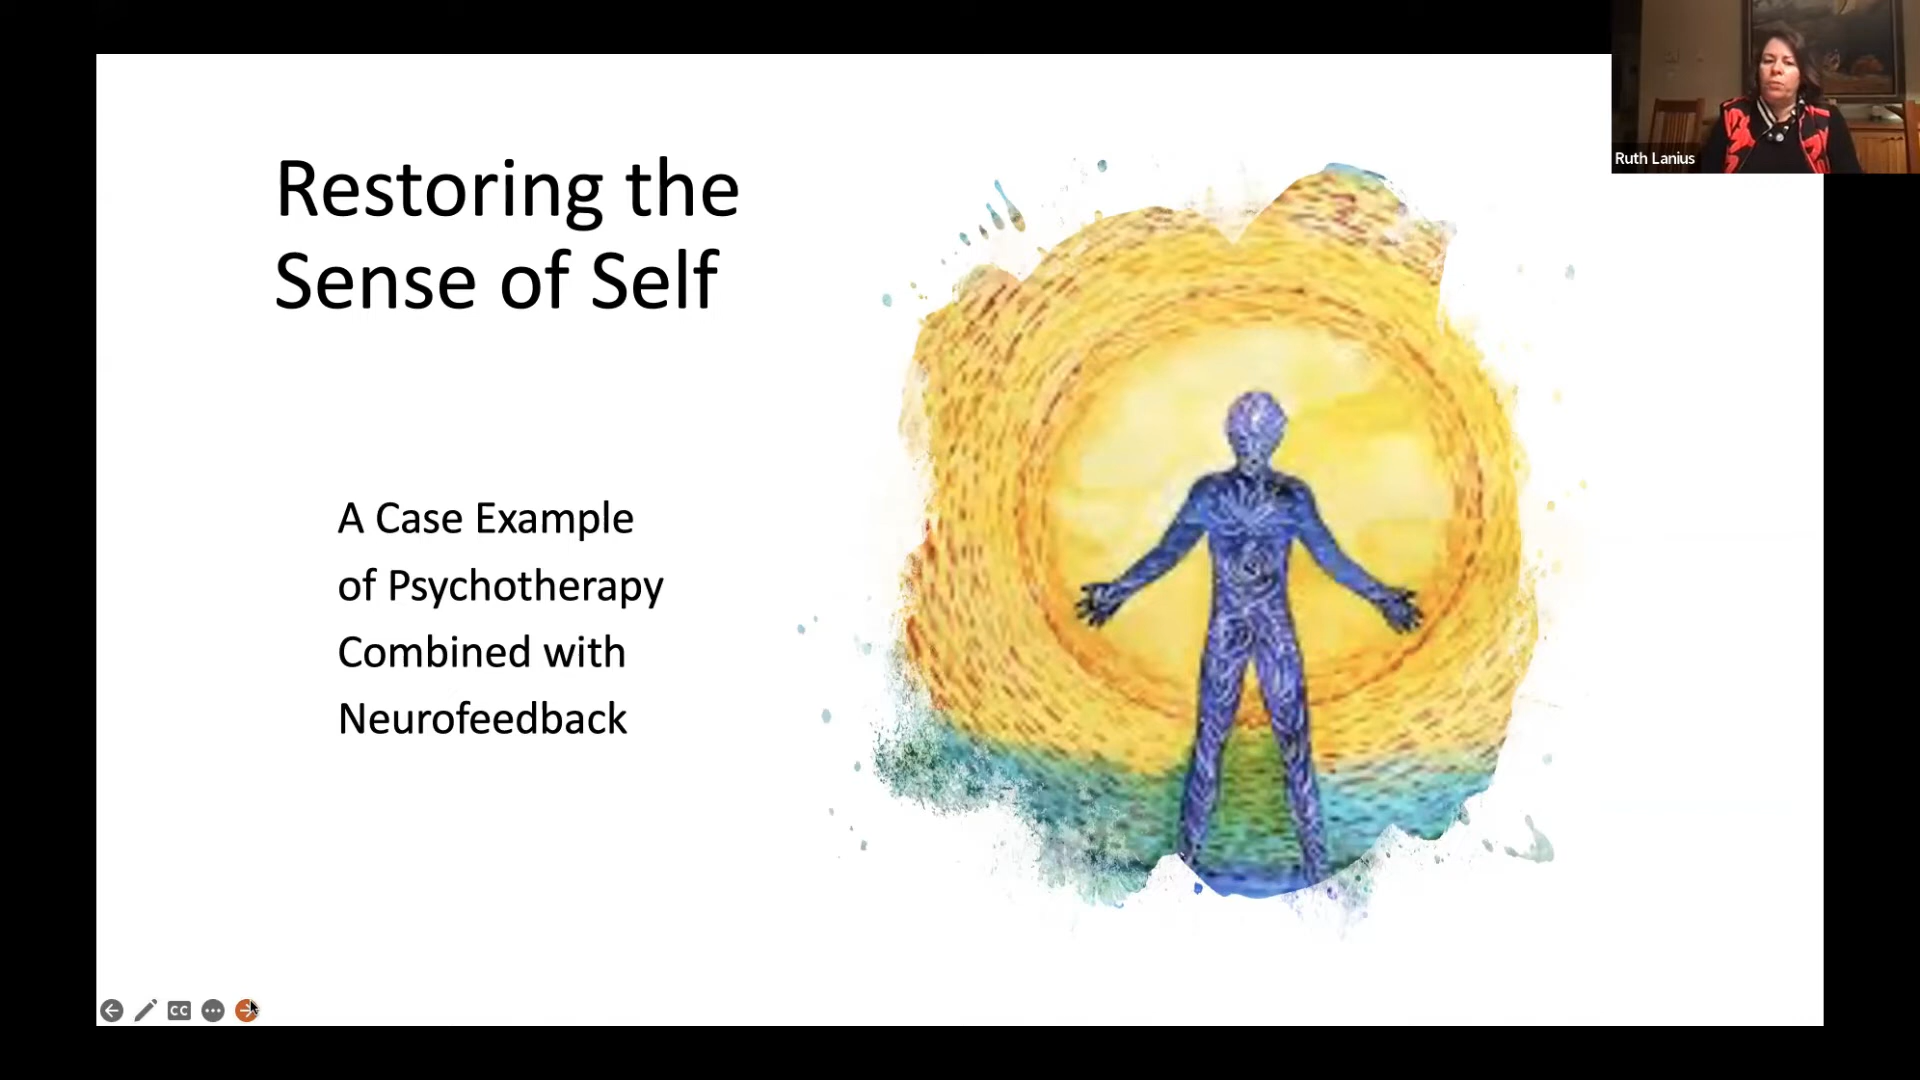 Restoring the
Sense of Self
A Case Example
of Psychotherapy
Combined with
Neurofeedback
Ruth Lanius
CC